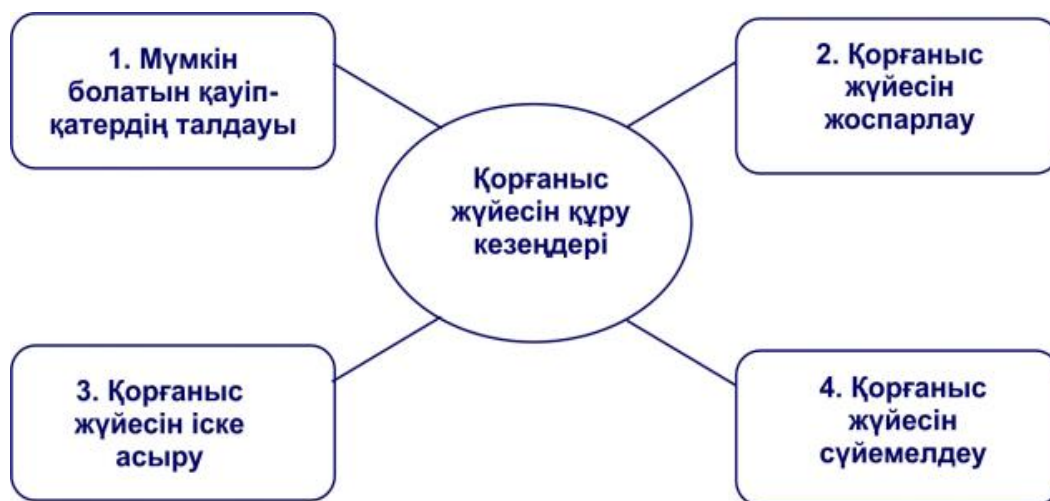 1. Мүмкін
болатын қауіп-
қатердің талдауы
2. Қорғаныс
жүйесін
жоспарлау
Қорғаныс
жүйесін құру
кезеңдері
3. Қорғаныс
жүйесін іске
асыру
4. Қорғаныс
жүйесін
сүйемелдеу